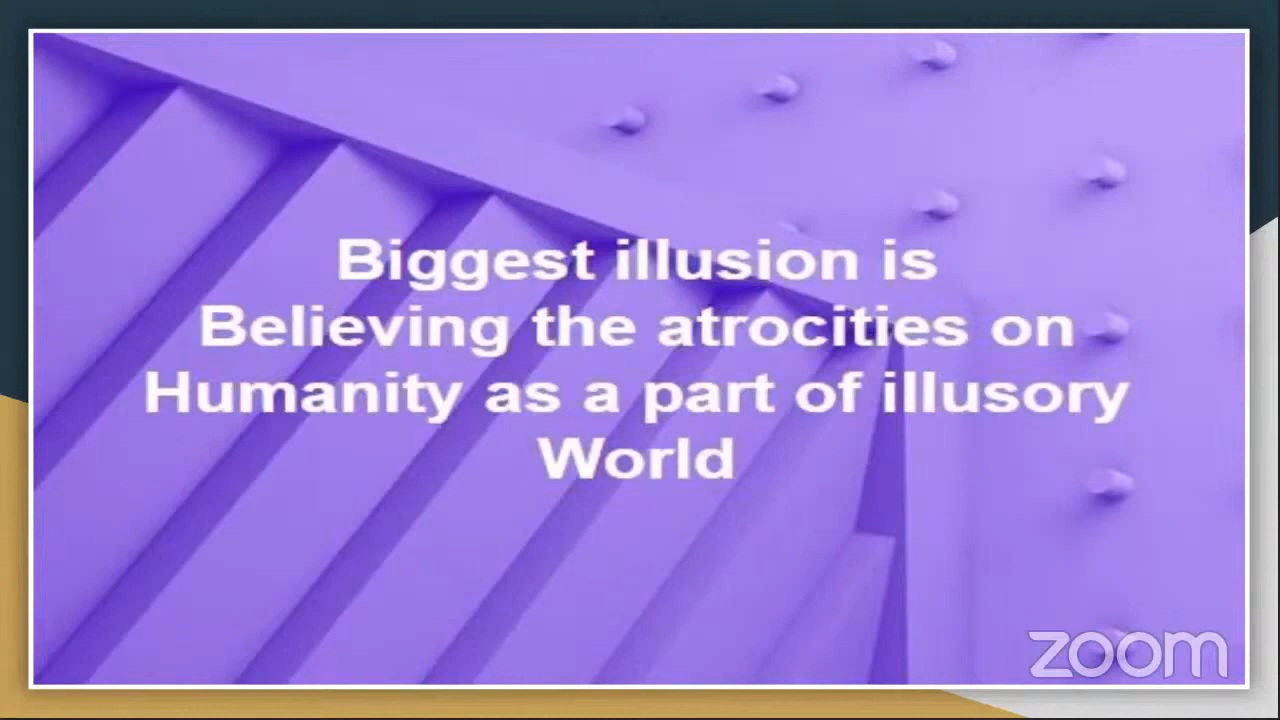 Biggest illusion is
Believing the atrocities on
Humanity as a part of illusory
World
zoom